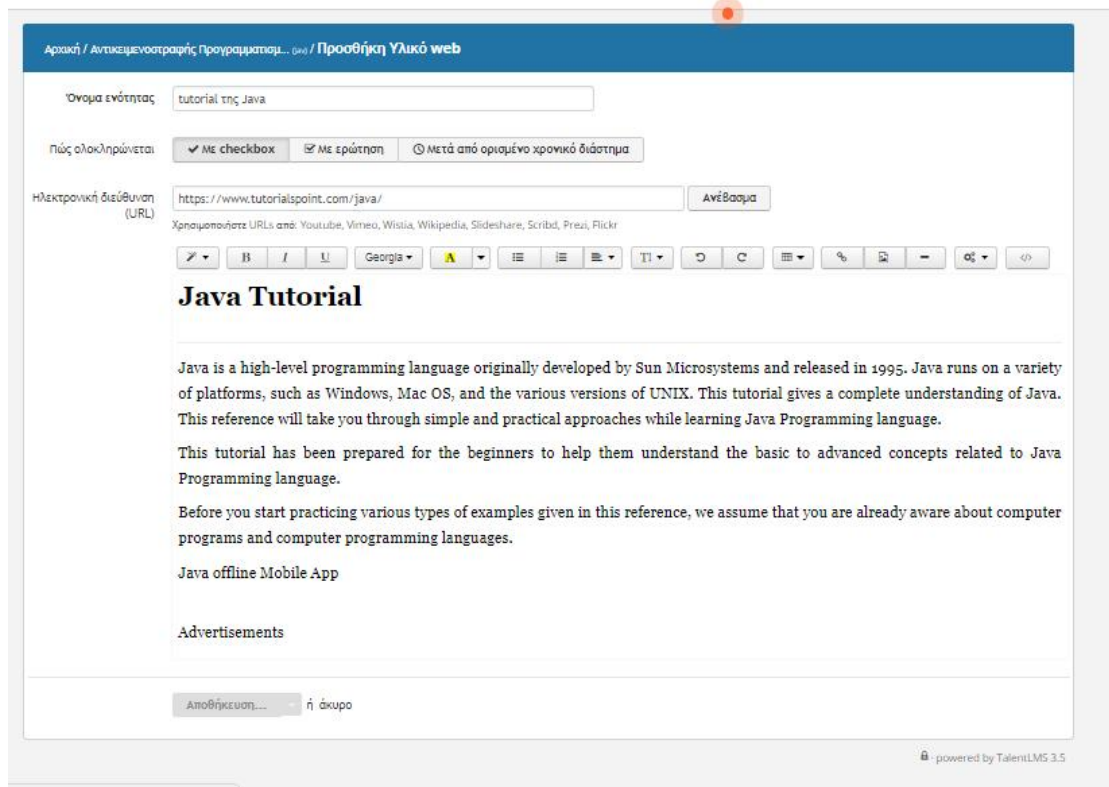 Αρχική / Αντικειμενοστραφής Προγραμματισμ... (java) / Προσθήκη Υλικό web
Όνομα ενότητας
tutorial της Java
Πώς ολοκληρώνεται
Με checkbox Με ερώτηση Μετά από ορισμένο χρονικό διάστημα
Ηλεκτρονική διεύθυνση
(URL)
https://www.tutorialspoint.com/java/ Ανέβασμα
Χρησιμοποιήστε URLs από: Youtube, Vimeo, Wistia, Wikipedia, Slideshare, Scribd, Prezi, Flickr
B I U Georgia A TI </>
Java Tutorial
Java is a high-level programming language originally developed by Sun Microsystems and released in 1995. Java runs on a variety
of platforms, such as Windows, Mac OS, and the various versions of UNIX. This tutorial gives a complete understanding of Java.
This reference will take you through simple and practical approaches while learning Java Programming language.
This tutorial has been prepared for the beginners to help them understand the basic to advanced concepts related to Java
Programming language.
Before you start practicing various types of examples given in this reference, we assume that you are already aware about computer
programs and computer programming languages.
Java offline Mobile App
Advertisements
Αποθήκευση.... ή άκυρο
· powered by TalentLMS 3.5